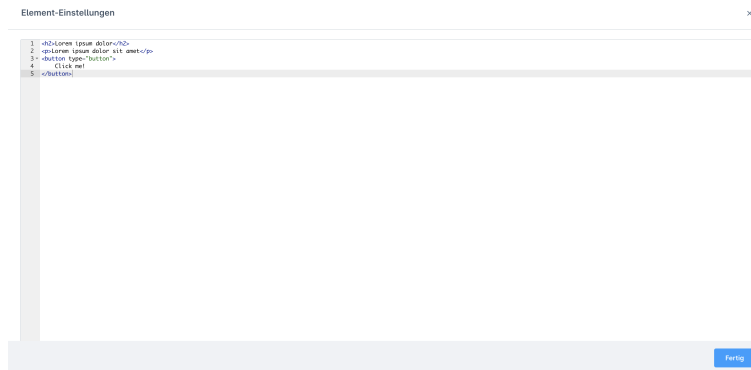 Element-Einstellungen
×
1 <h2>Lorem ipsum dolor</h2>
2 <p>Lorem ipsum dolor sit amet</p>
3 <button type="button">
4     Click me!
5 </button>
Fertig